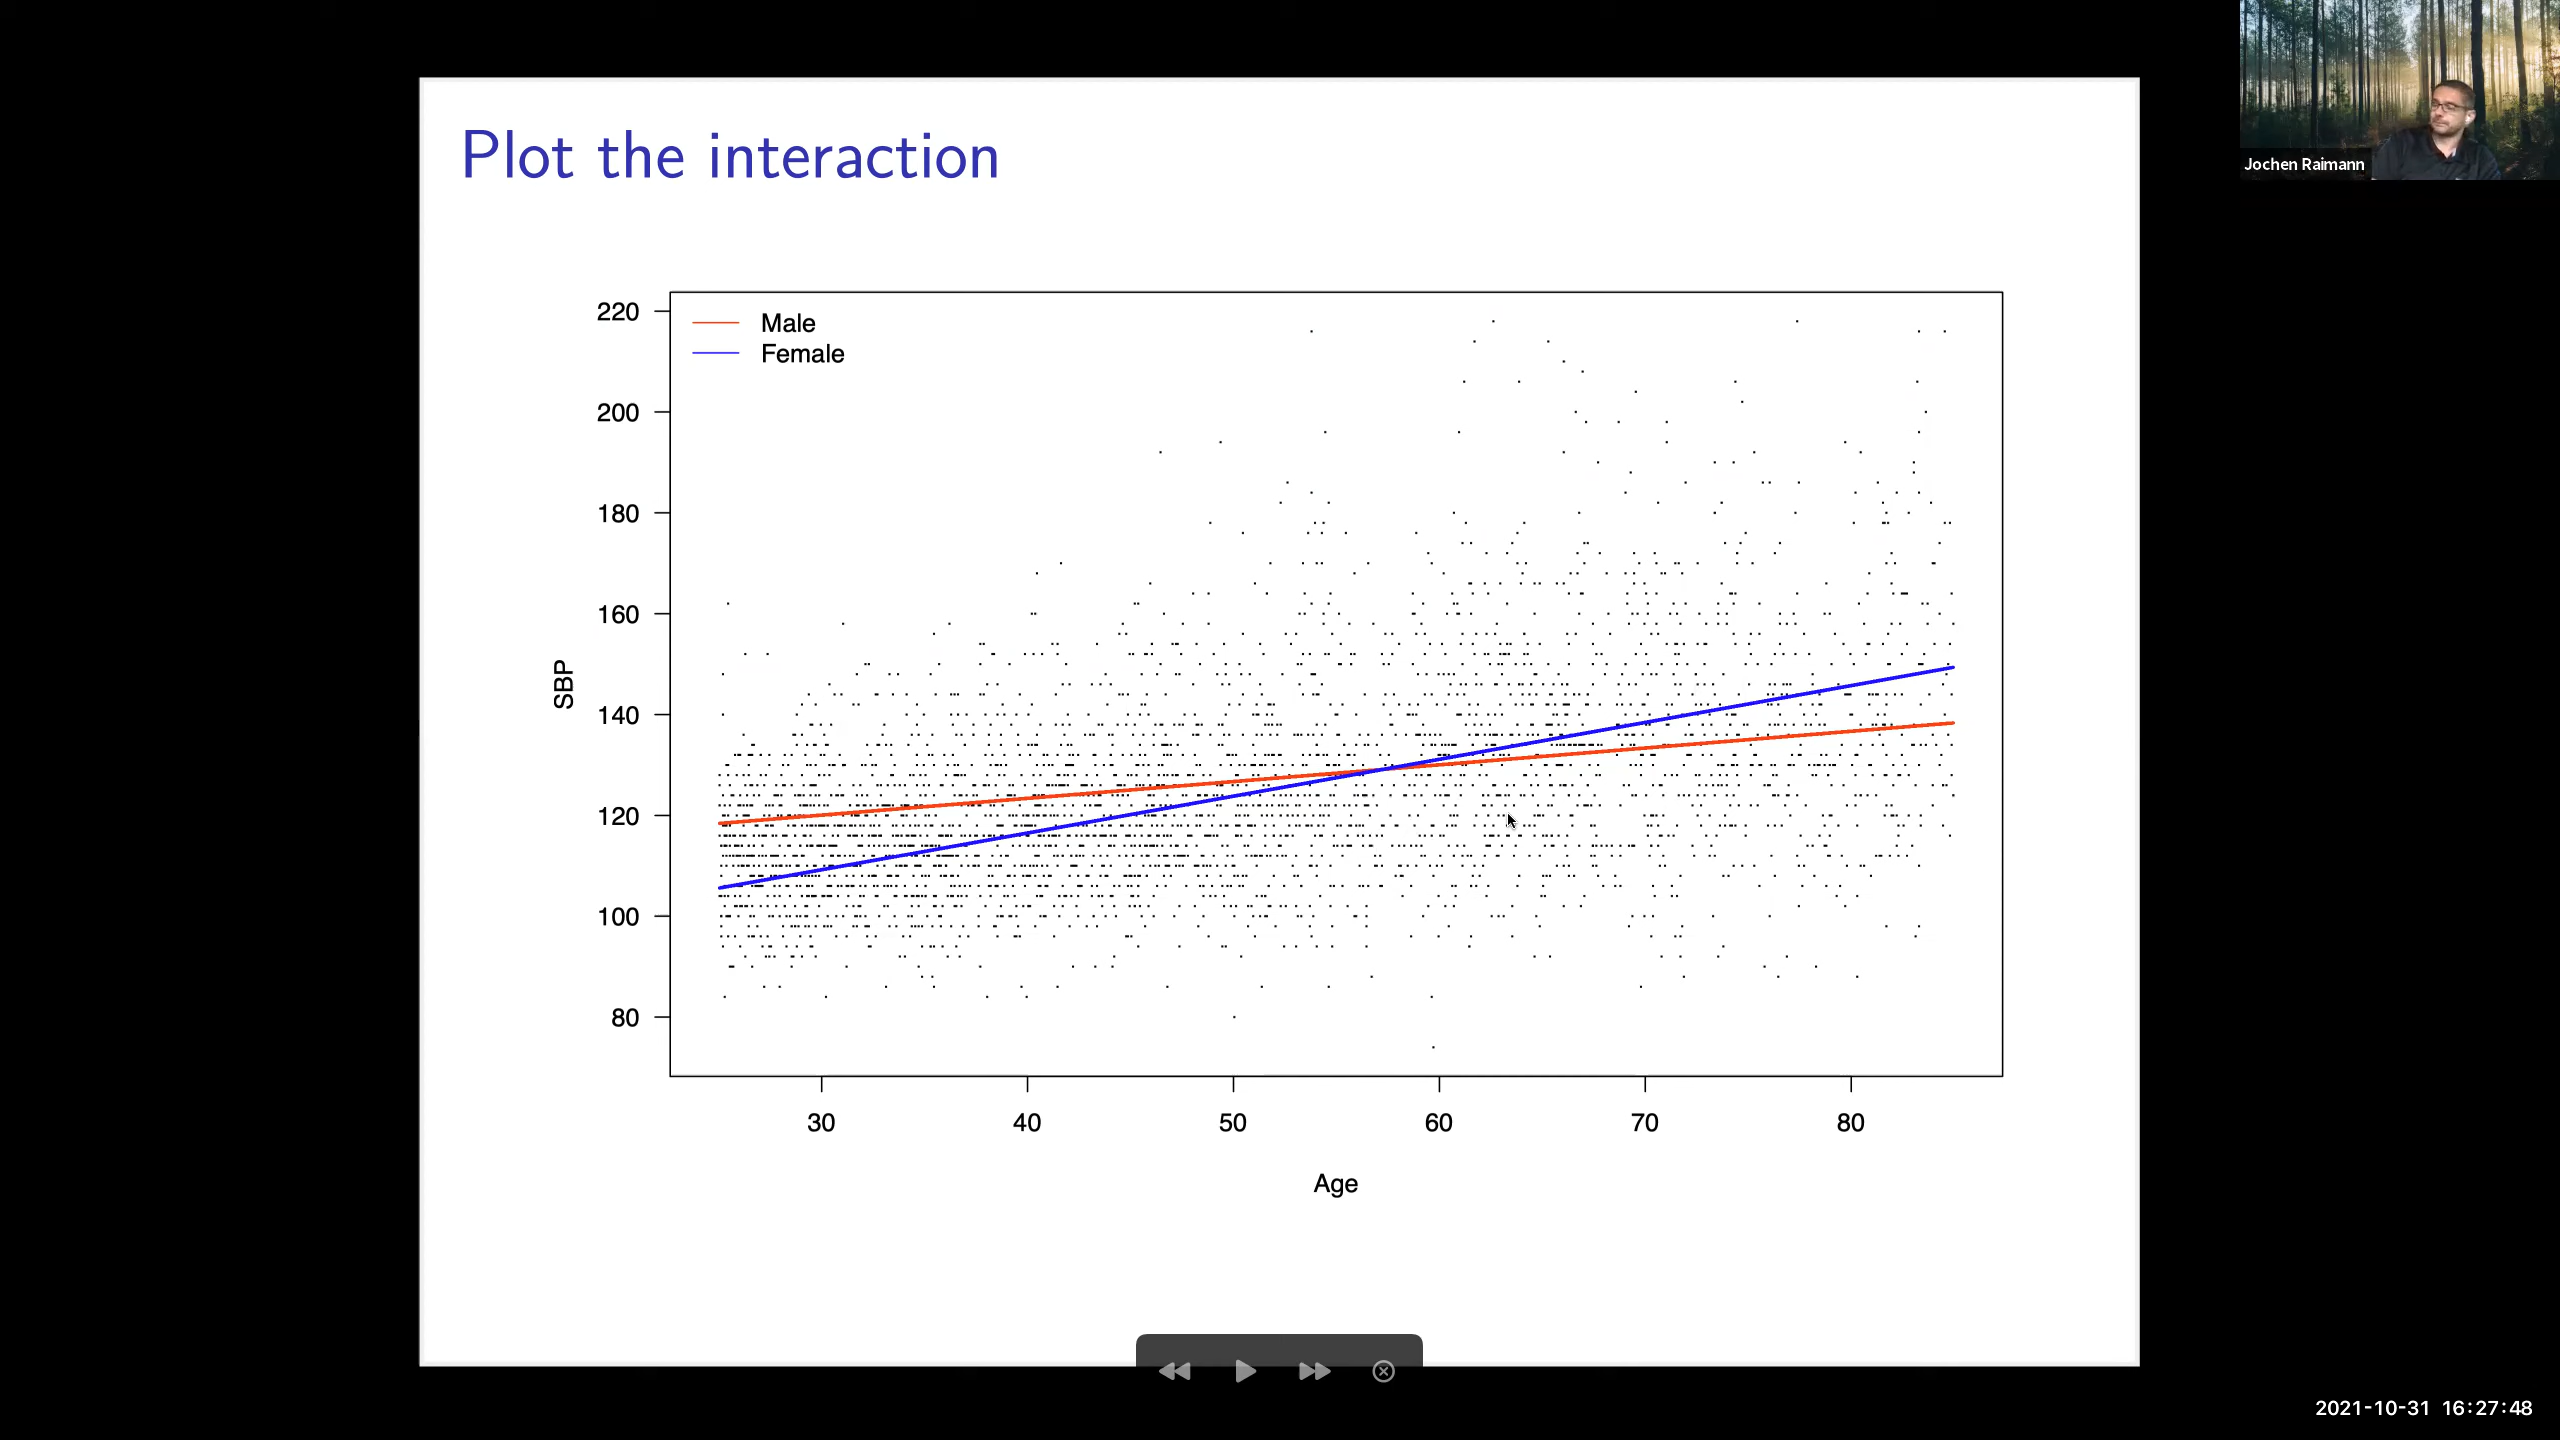 Plot the interaction
Jochen Raimann
Male
Female
220
200
180
160
140
120
100
80
SBP
30 40 50 60 70 80
Age
2021-10-31 16:27:48